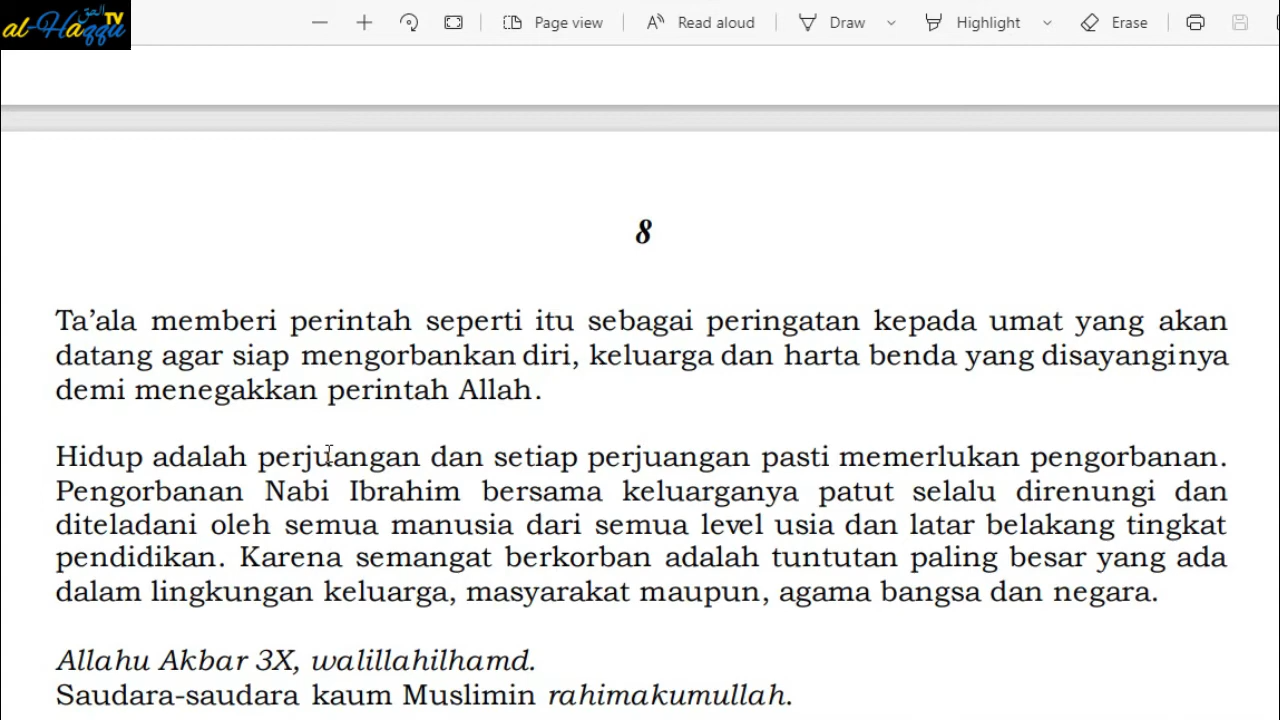 الحق TV
al-Haqqu
Page view
Read aloud
Draw
Highlight
Erase
8
Ta’ala memberi perintah seperti itu sebagai peringatan kepada umat yang akan
datang agar siap mengorbankan diri, keluarga dan harta benda yang disayanginya
demi menegakkan perintah Allah.
Hidup adalah perjuangan dan setiap perjuangan pasti memerlukan pengorbanan.
Pengorbanan Nabi Ibrahim bersama keluarganya patut selalu direnungi dan
diteladani oleh semua manusia dari semua level usia dan latar belakang tingkat
pendidikan. Karena semangat berkorban adalah tuntutan paling besar yang ada
dalam lingkungan keluarga, masyarakat maupun, agama bangsa dan negara.
Allahu Akbar 3X, walillahilhamd.
Saudara-saudara kaum Muslimin rahimakumullah.